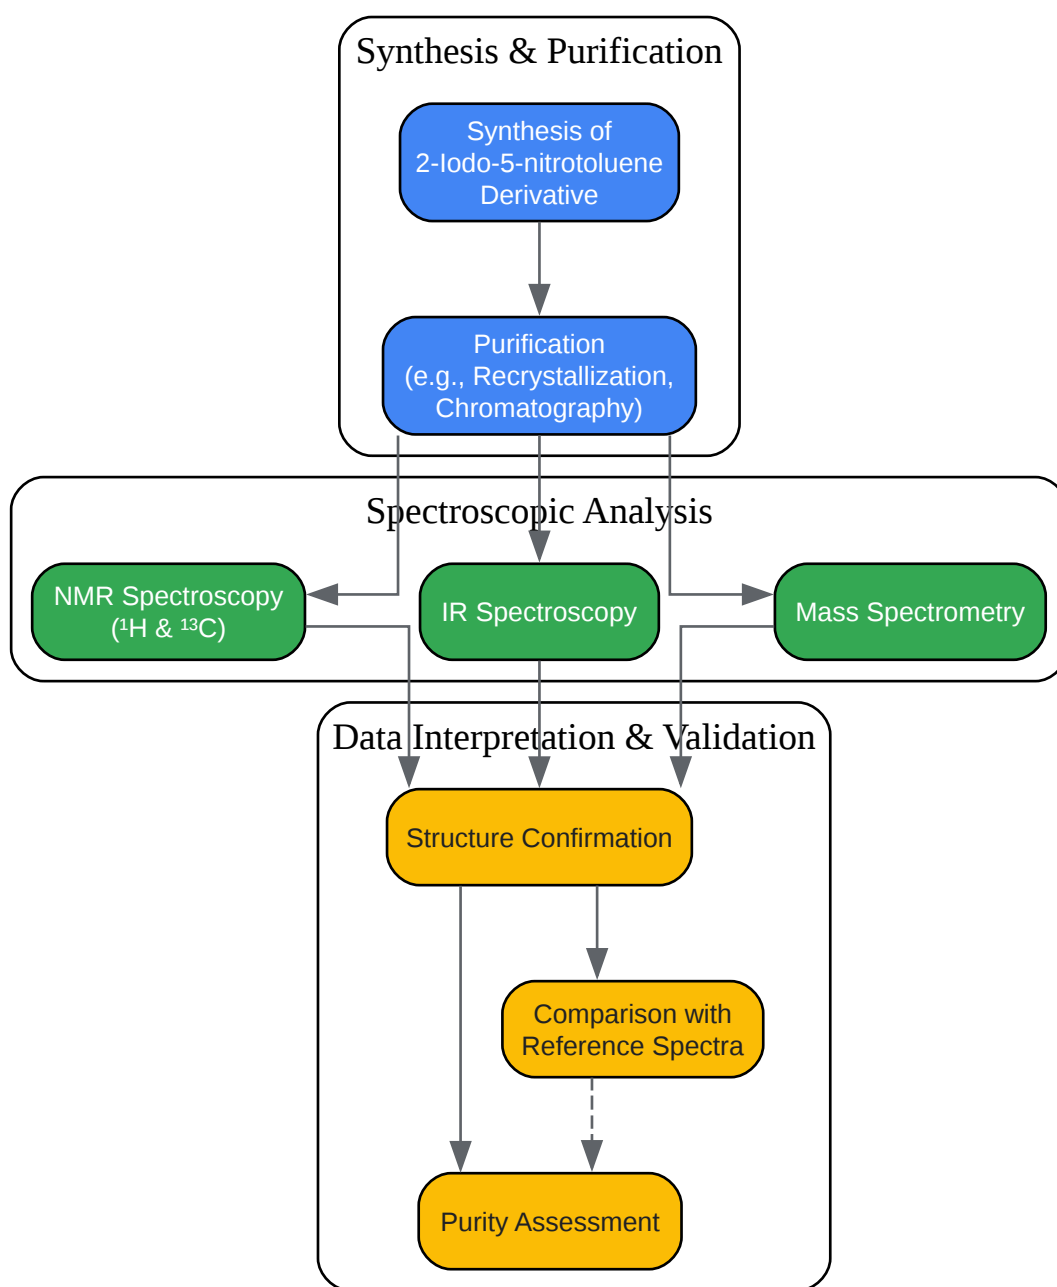 Synthesis & Purification
Synthesis of
2-Iodo-5-nitrotoluene
Derivative
Purification
(e.g., Recrystallization,
Chromatography)
Spectroscopic Analysis
NMR Spectroscopy
(¹H & ¹³C)
IR Spectroscopy
Mass Spectrometry
Data Interpretation & Validation
Structure Confirmation
Comparison with
Reference Spectra
Purity Assessment